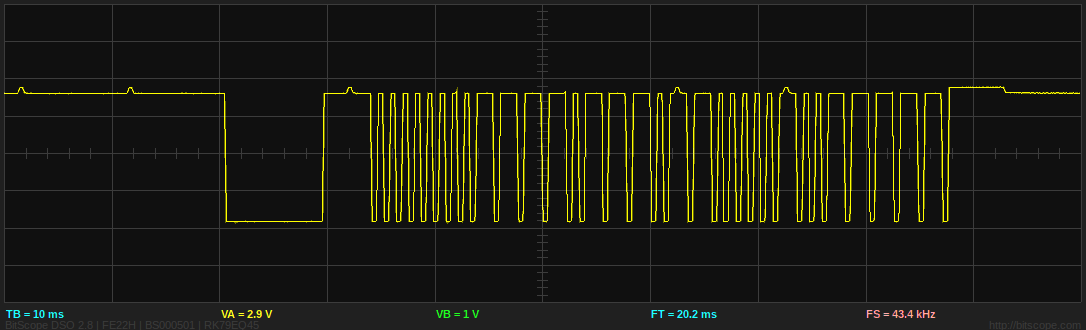 TB = 10 ms VA = 2.9 V VB = 1 V FT = 20.2 ms FS = 43.4 kHz
BitScope DSO 2.8 | FE22H | BS000501 | RK79EO45 http://bitscope.com